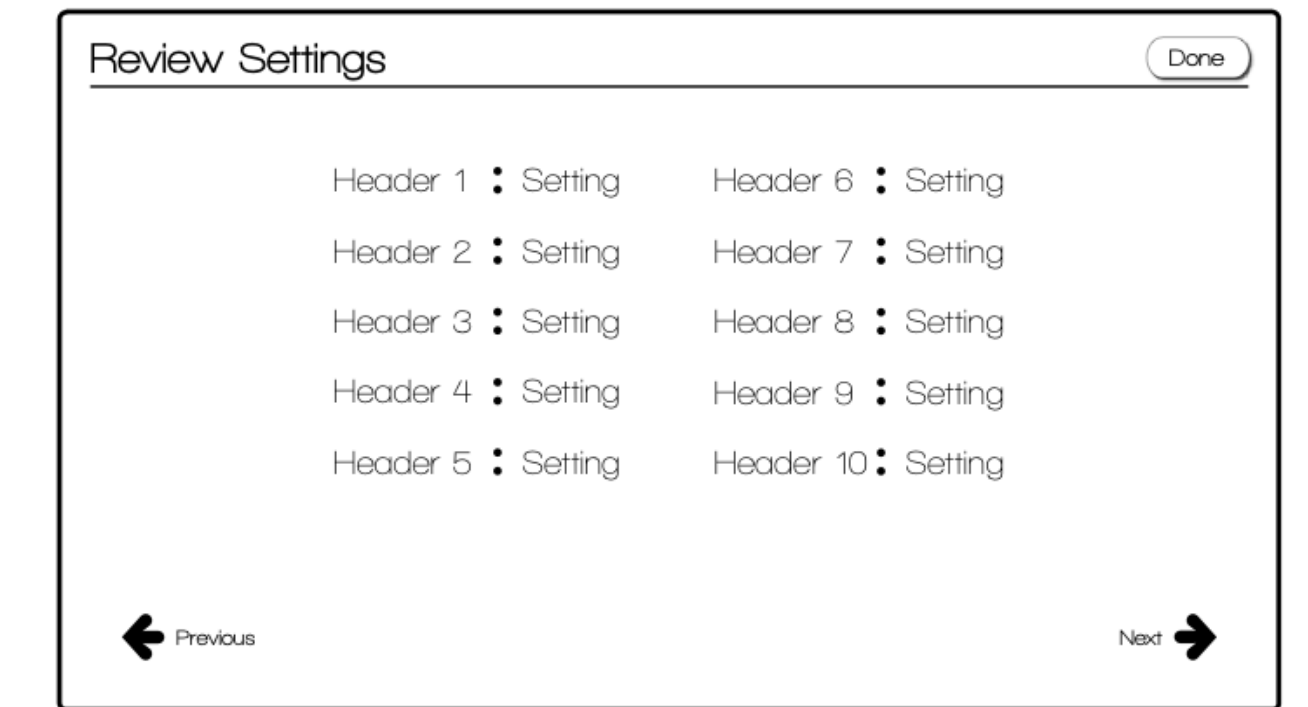 Review Settings
Done
Header 1 : Setting
Header 2 : Setting
Header 3 : Setting
Header 4 : Setting
Header 5 : Setting
Header 6 : Setting
Header 7 : Setting
Header 8 : Setting
Header 9 : Setting
Header 10 : Setting
Previous
Next